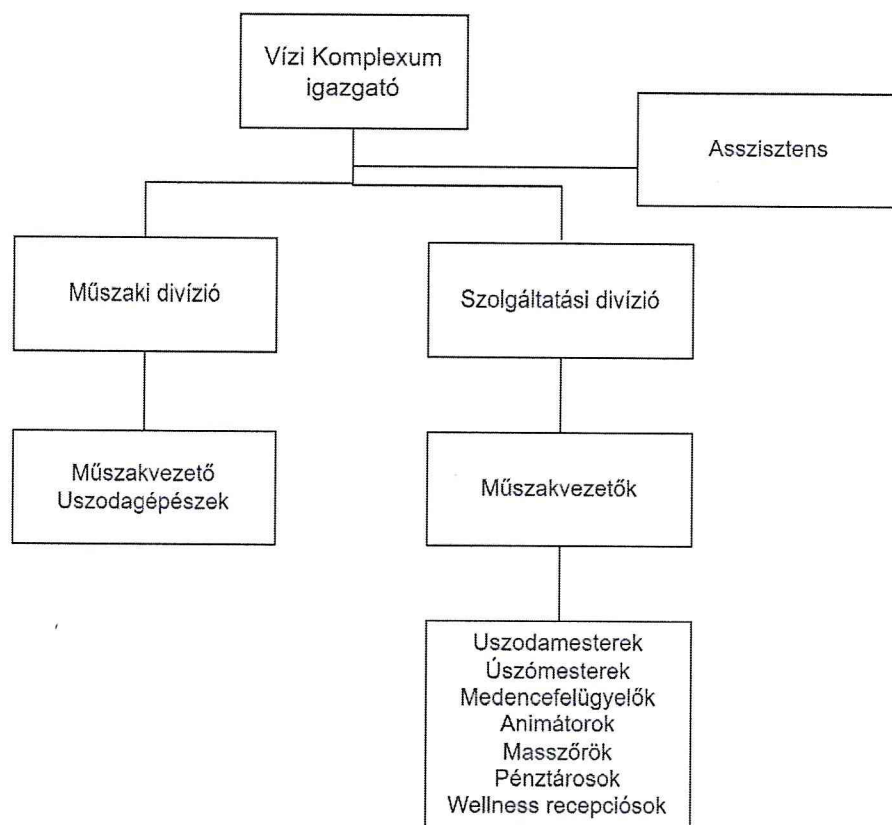 Vízi Komplexum
igazgató
Asszisztens
Műszaki divízió
Szolgáltatási divízió
Műszakvezető
Uszodagépészek
Műszakvezetők
Uszodamesterek
Úszómesterek
Medencefelügyelők
Animátorok
Masszőrök
Pénztárosok
Wellness recepciósok